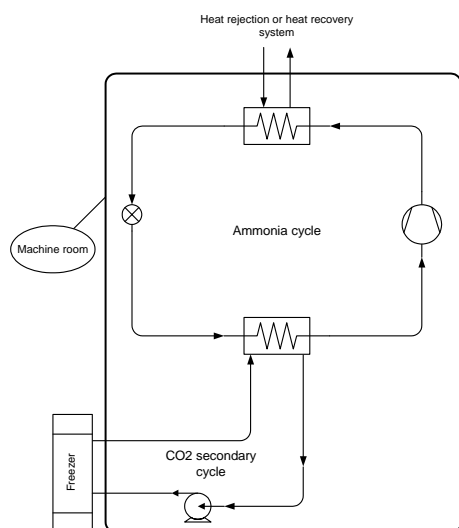 Heat rejection or heat recovery
system
Ammonia cycle
Machine room
CO2 secondary
cycle
Freezer